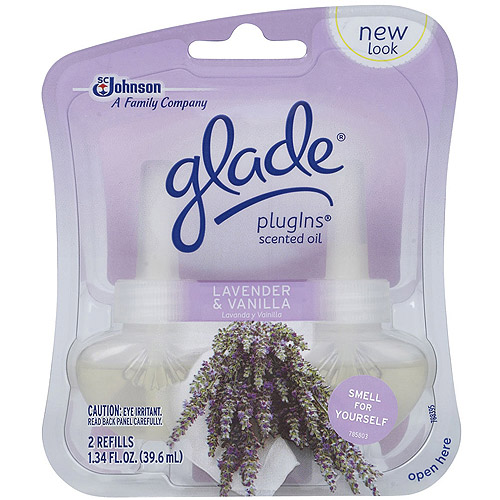 new
look
SC
Johnson
A Family Company
glade®
plugIns®
scented oil
LAVENDER
& VANILLA
Lavanda y Vainilla
SMELL
FOR
YOURSELF
785803
CAUTION: EYE IRRITANT.
READ BACK PANEL CAREFULLY.
2 REFILLS
1.34 FL. OZ. (39.6 mL)
open here